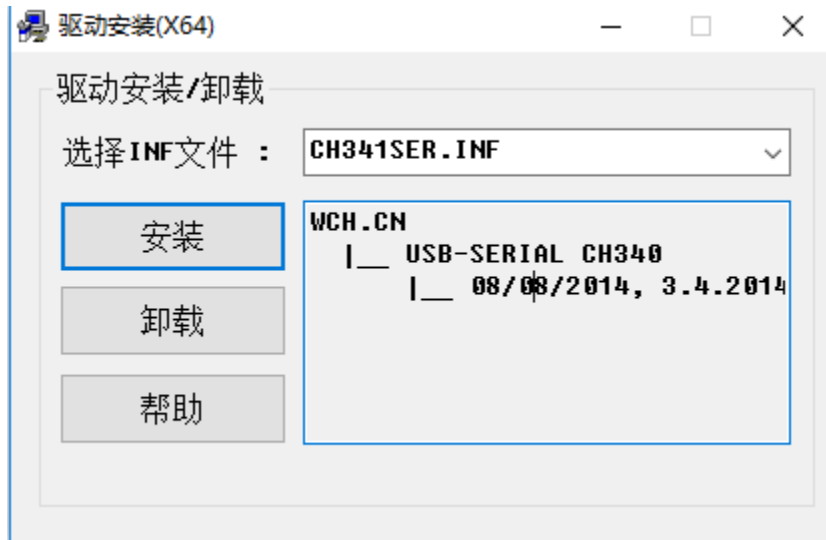 驱动安装(X64)
驱动安装/卸载
选择INF文件 : CH341SER.INF
安装
卸载
帮助
WCH.CN
|__ USB-SERIAL CH340
|__ 08/08/2014, 3.4.2014